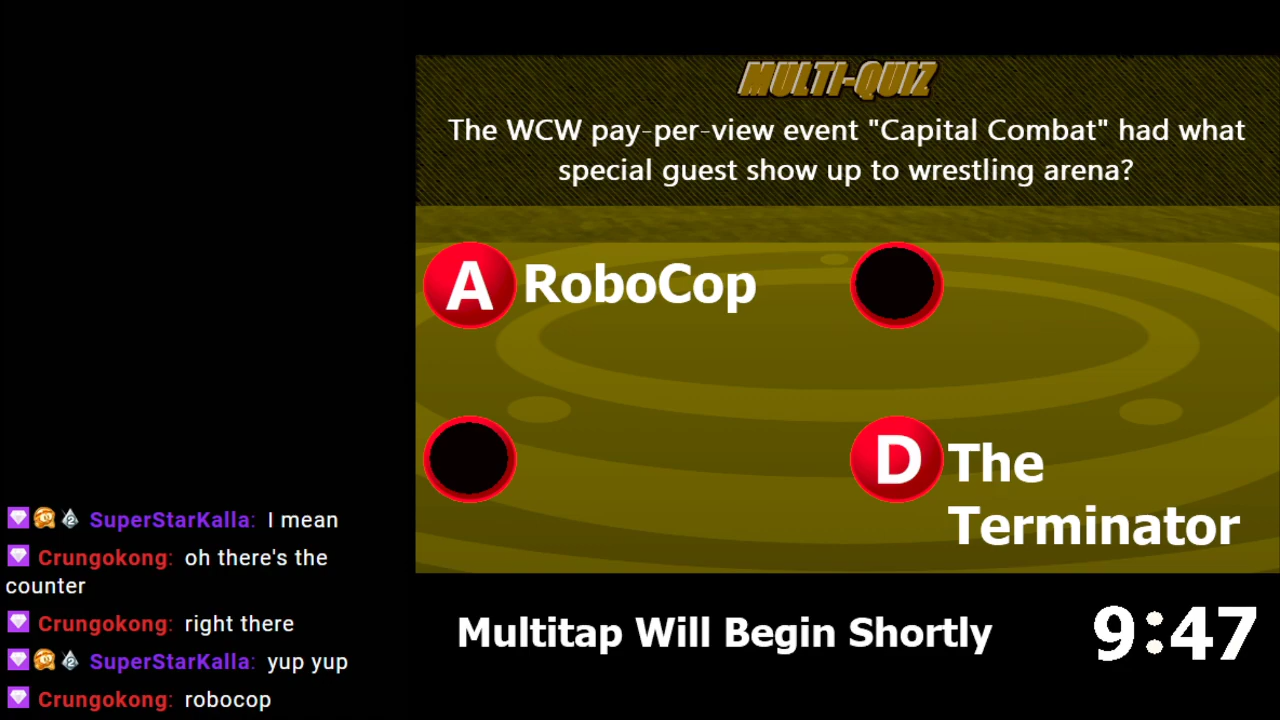 MULTI-QUIZ
The WCW pay-per-view event "Capital Combat" had what
special guest show up to wrestling arena?
A RoboCop
D The
Terminator
SuperStarKalla: I mean
Crungokong: oh there's the
counter
Crungokong: right there
SuperStarKalla: yup yup
Crungokong: robocop
Multitap Will Begin Shortly 9:47